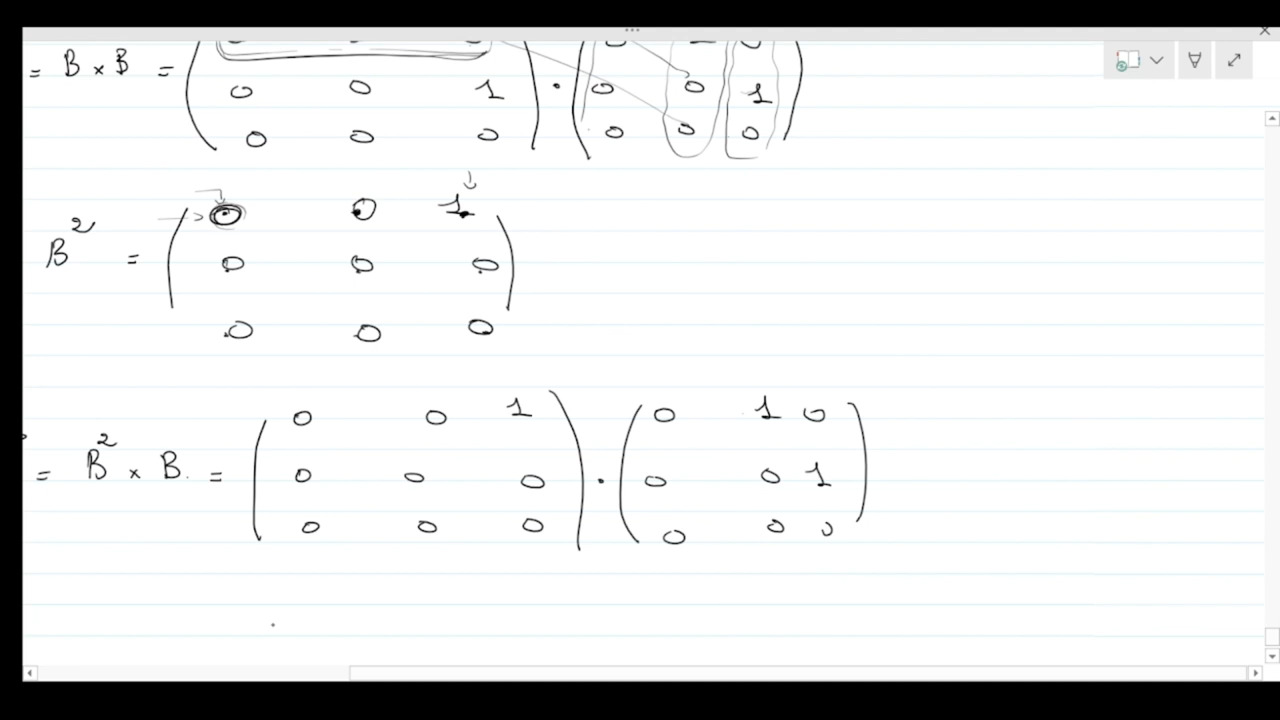 = B × B =
0 0 1 · 0 0 1
0 0 0 0 0 0
B² = 0 0 1
0 0 0
0 0 0
= B² × B. = 0 0 1 · 0 1 0
0 0 0 0 0 1
0 0 0 0 0 0